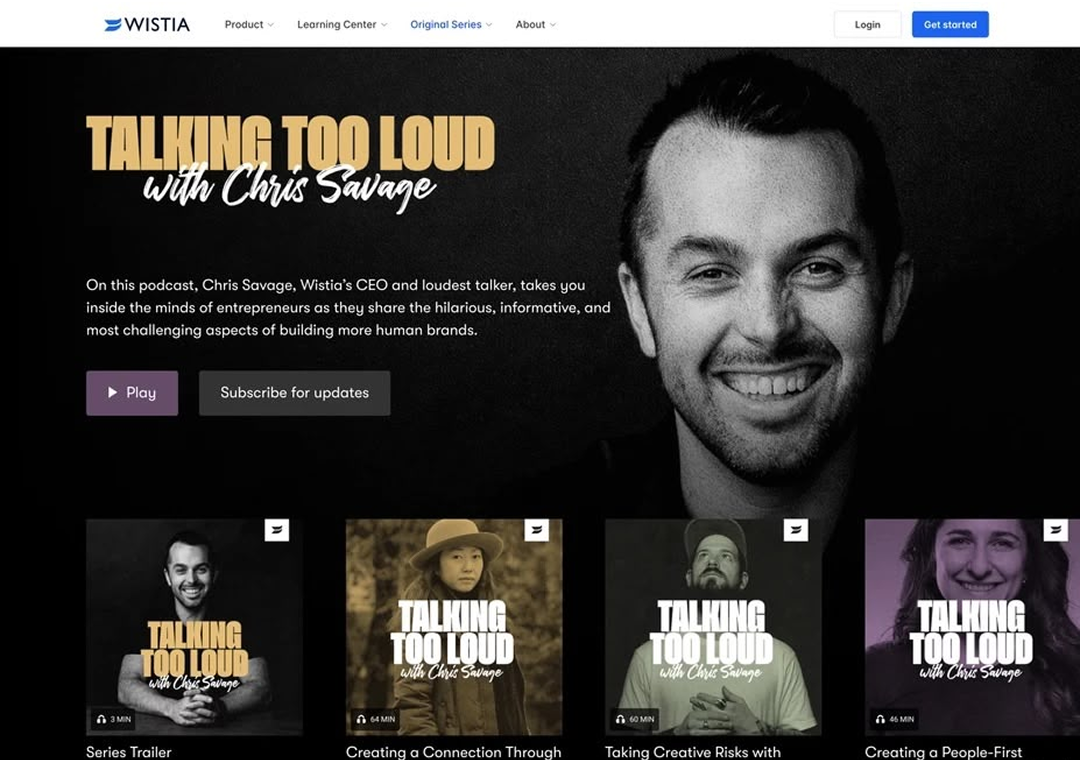 WISTIA
Product
Learning Center
Original Series
About
Login
Get started
TALKING TOO LOUD
with Chris Savage
On this podcast, Chris Savage, Wistia's CEO and loudest talker, takes you
inside the minds of entrepreneurs as they share the hilarious, informative, and
most challenging aspects of building more human brands.
Play
Subscribe for updates
TALKING
TOO LOUD
with Chris Savage
3 MIN
Series Trailer
TALKING
TOO LOUD
with Chris Savage
64 MIN
Creating a Connection Through
TALKING
TOO LOUD
with Chris Savage
60 MIN
Taking Creative Risks with
TALKING
TOO LOUD
with Chris Savage
46 MIN
Creating a People-First